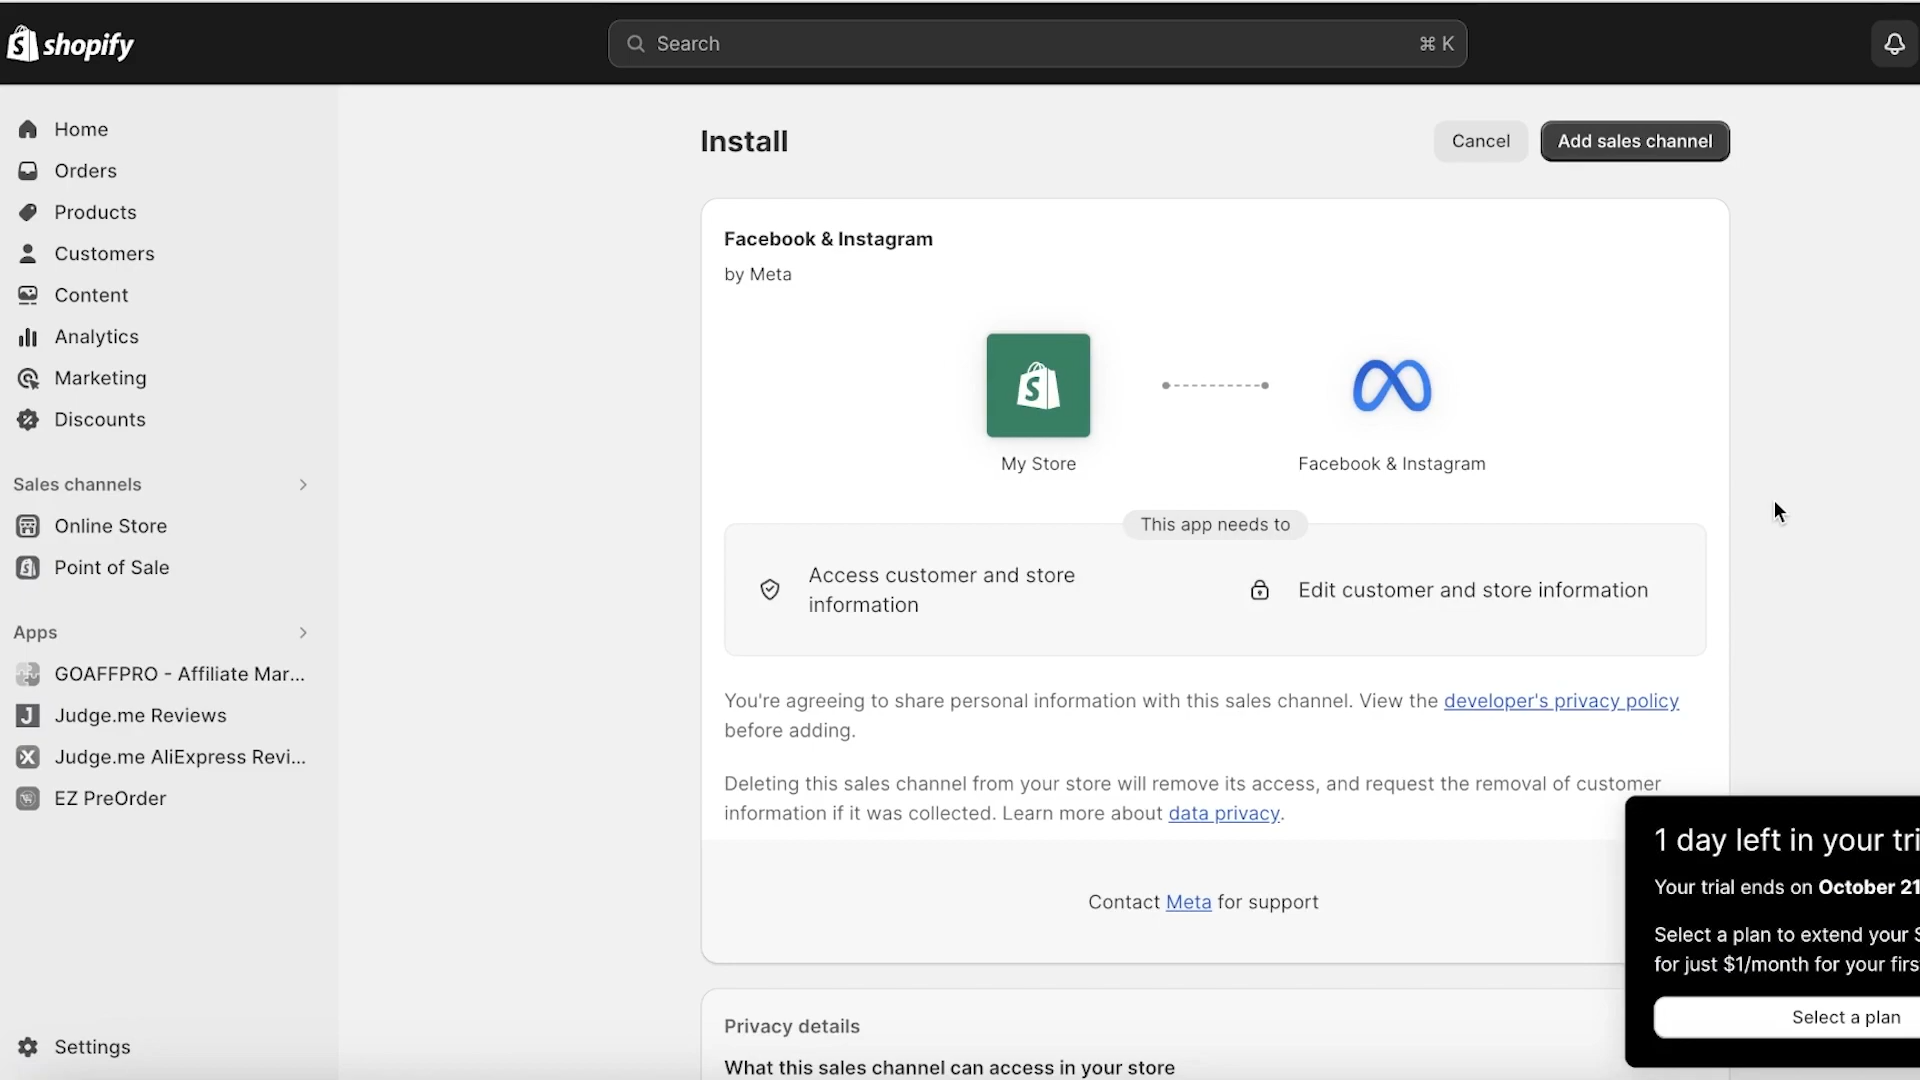 shopify
Search
⌘ K
Home
Orders
Products
Customers
Content
Analytics
Marketing
Discounts
Sales channels
Online Store
Point of Sale
Apps
GOAFFPRO - Affiliate Mar...
Judge.me Reviews
Judge.me AliExpress Revi...
EZ PreOrder
Settings
Install
Cancel
Add sales channel
Facebook & Instagram
by Meta
My Store
Facebook & Instagram
This app needs to
Access customer and store
information
Edit customer and store information
You're agreeing to share personal information with this sales channel. View the developer's privacy policy
before adding.
Deleting this sales channel from your store will remove its access, and request the removal of customer
information if it was collected. Learn more about data privacy.
Contact Meta for support
Privacy details
What this sales channel can access in your store
1 day left in your tri
Your trial ends on October 21
Select a plan to extend your S
for just $1/month for your firs
Select a plan